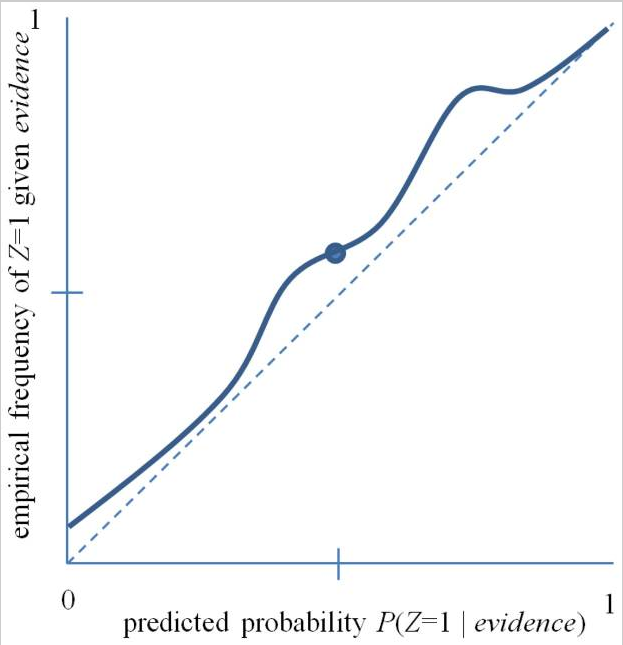 1
empirical frequency of Z=1 given evidence
0
1
predicted probability P(Z=1 | evidence)